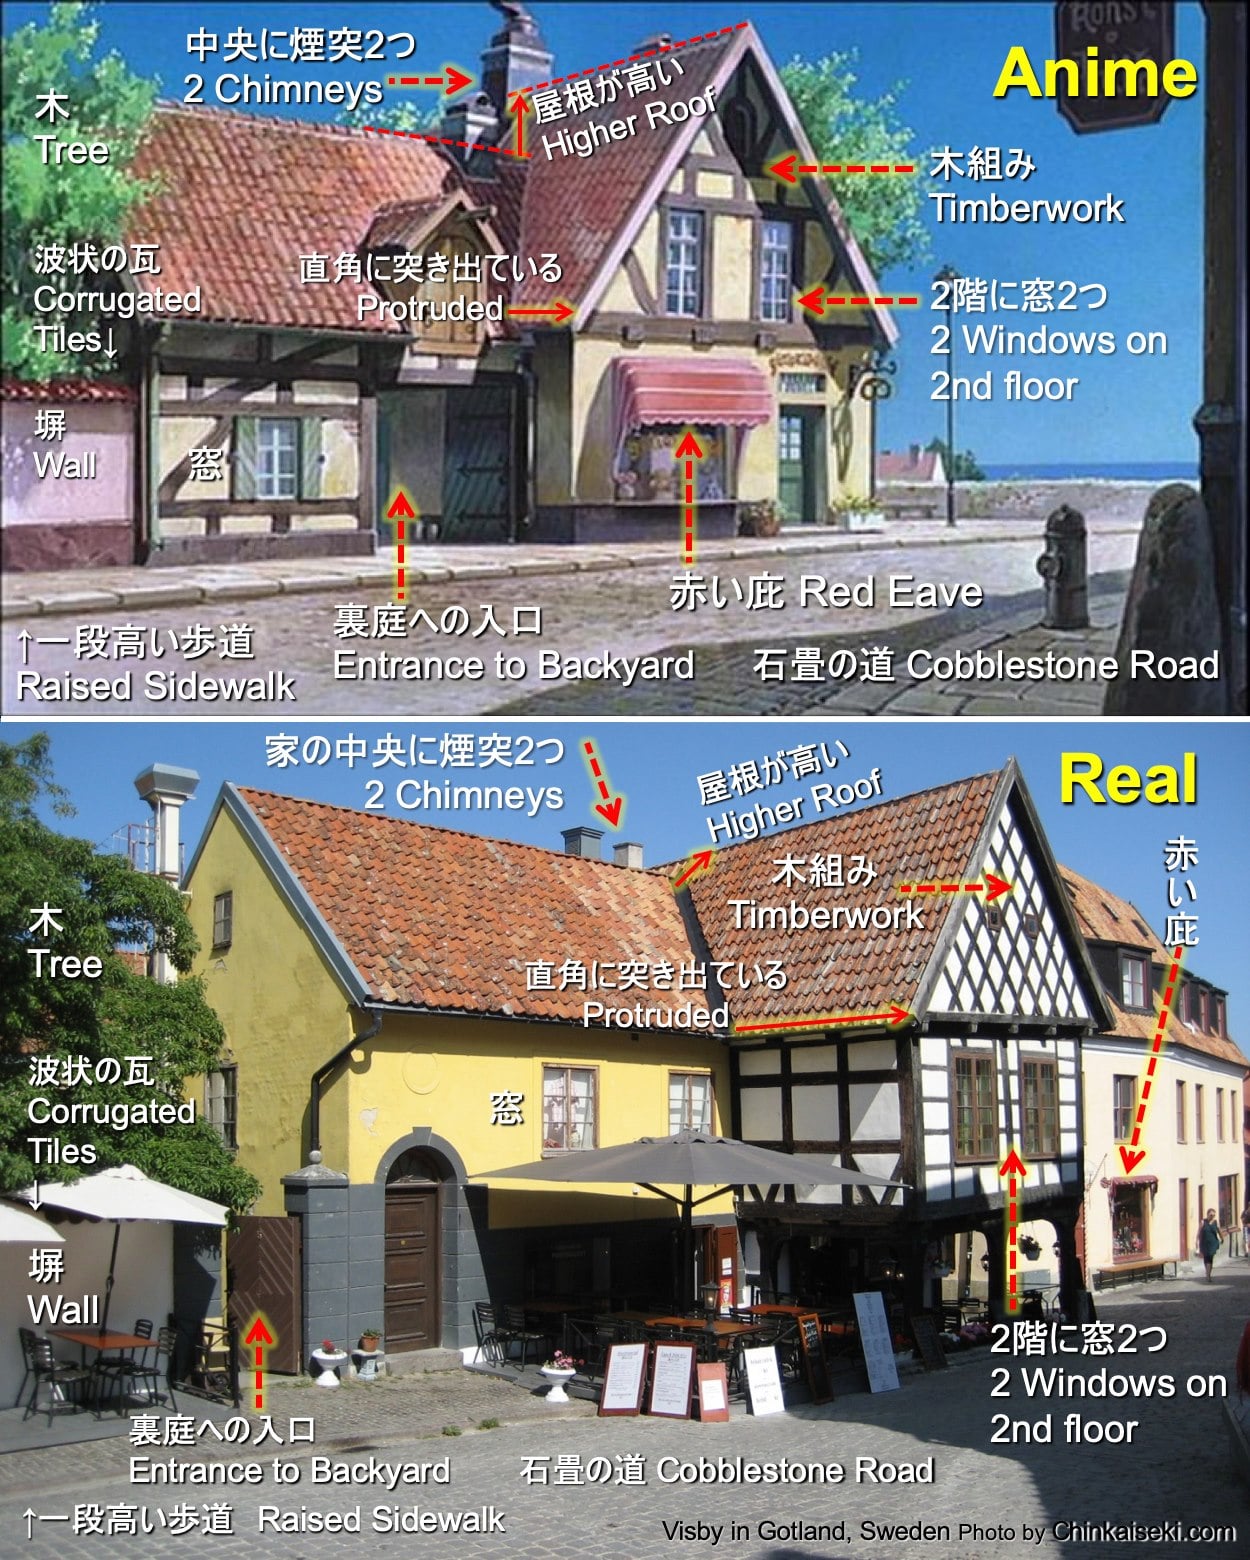 中央に煙突2つ
2 Chimneys
屋根が高い
Higher Roof
Anime
木
Tree
木組み
Timberwork
波状の瓦
Corrugated
Tiles↓
直角に突き出ている
Protruded
2階に窓2つ
2 Windows on
2nd floor
塀
Wall
窓
赤い庇 Red Eave
裏庭への入口
Entrance to Backyard
石畳の道 Cobblestone Road
↑一段高い歩道
Raised Sidewalk
家の中央に煙突2つ
2 Chimneys
屋根が高い
Higher Roof
Real
赤い庇
木組み
Timberwork
木
Tree
直角に突き出ている
Protruded
波状の瓦
Corrugated
Tiles
↓
窓
塀
Wall
2階に窓2つ
2 Windows on
2nd floor
裏庭への入口
Entrance to Backyard
石畳の道 Cobblestone Road
↑一段高い歩道 Raised Sidewalk
Visby in Gotland, Sweden Photo by Chinkaiseki.com